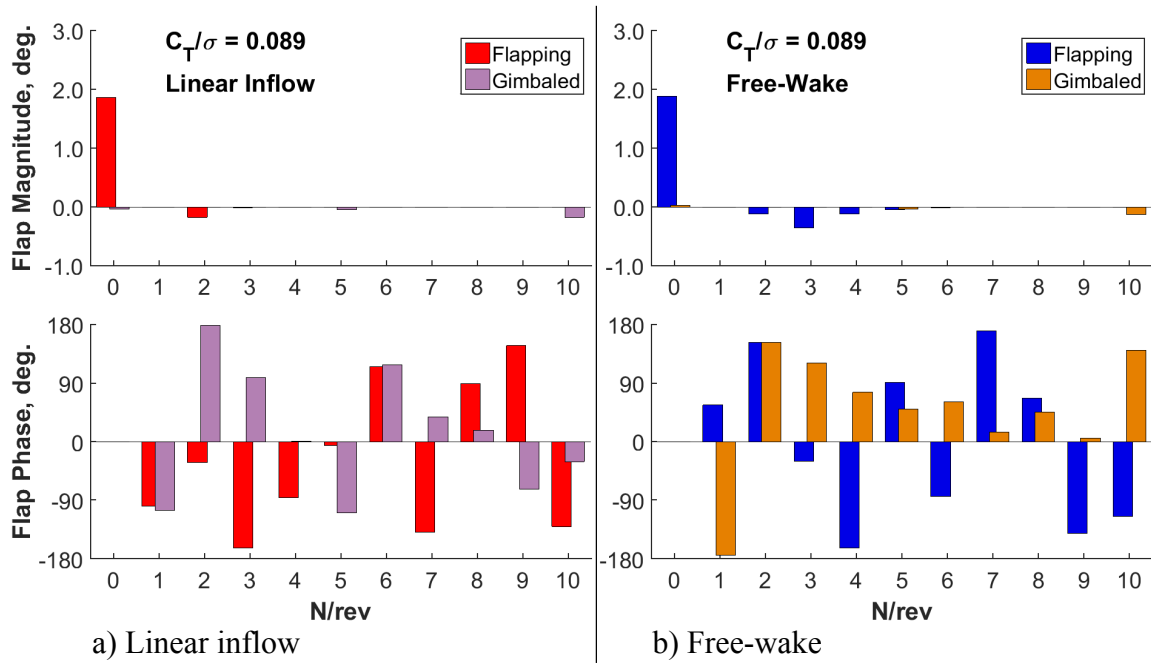 3.0
2.0
1.0
0.0
-1.0
Flap Magnitude, deg.
C_T/σ = 0.089
Linear Inflow
Flapping
Gimbaled
0 1 2 3 4 5 6 7 8 9 10
180
90
0
-90
-180
Flap Phase, deg.
0 1 2 3 4 5 6 7 8 9 10
N/rev
a) Linear inflow
3.0
2.0
1.0
0.0
-1.0
C_T/σ = 0.089
Free-Wake
Flapping
Gimbaled
0 1 2 3 4 5 6 7 8 9 10
180
90
0
-90
-180
0 1 2 3 4 5 6 7 8 9 10
N/rev
b) Free-wake